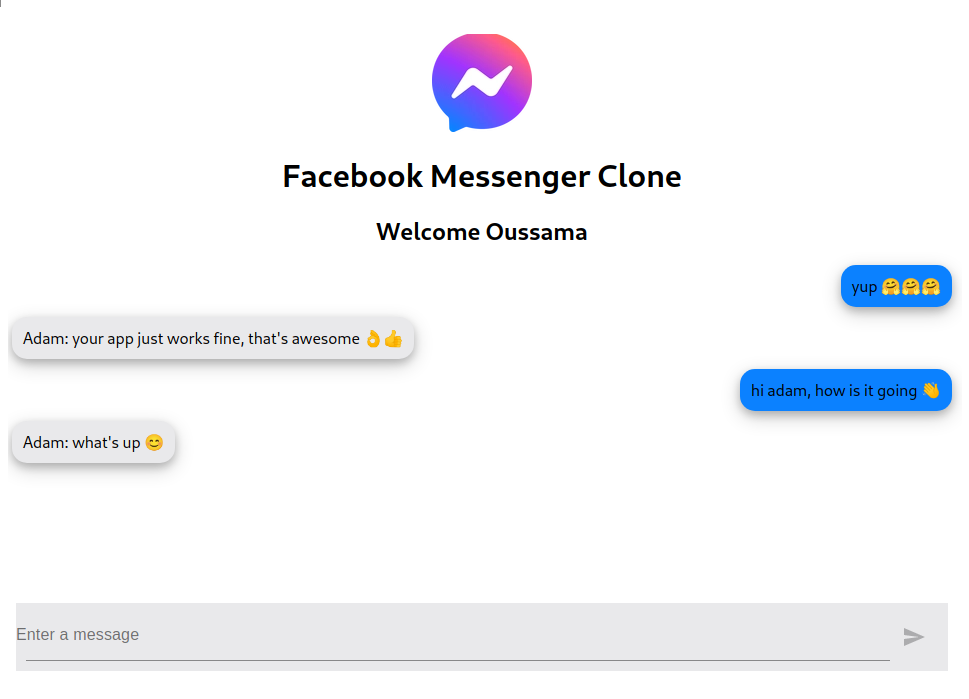 Facebook Messenger Clone
Welcome Oussama
yup 🤗🤗🤗
Adam: your app just works fine, that's awesome 👌👍
hi adam, how is it going 👋
Adam: what's up 😊
Enter a message